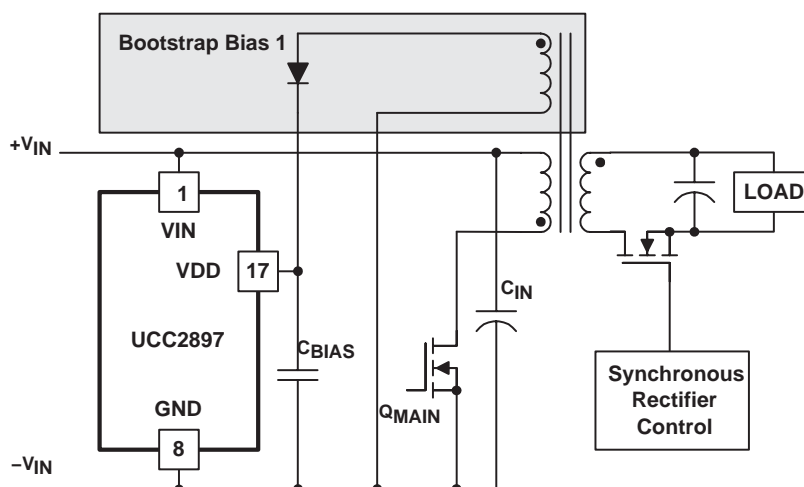 Bootstrap Bias 1
+VIN
1
VIN
VDD
17
LOAD
CIN
UCC2897
CBIAS
GND
QMAIN
8
Synchronous
Rectifier
Control
−VIN